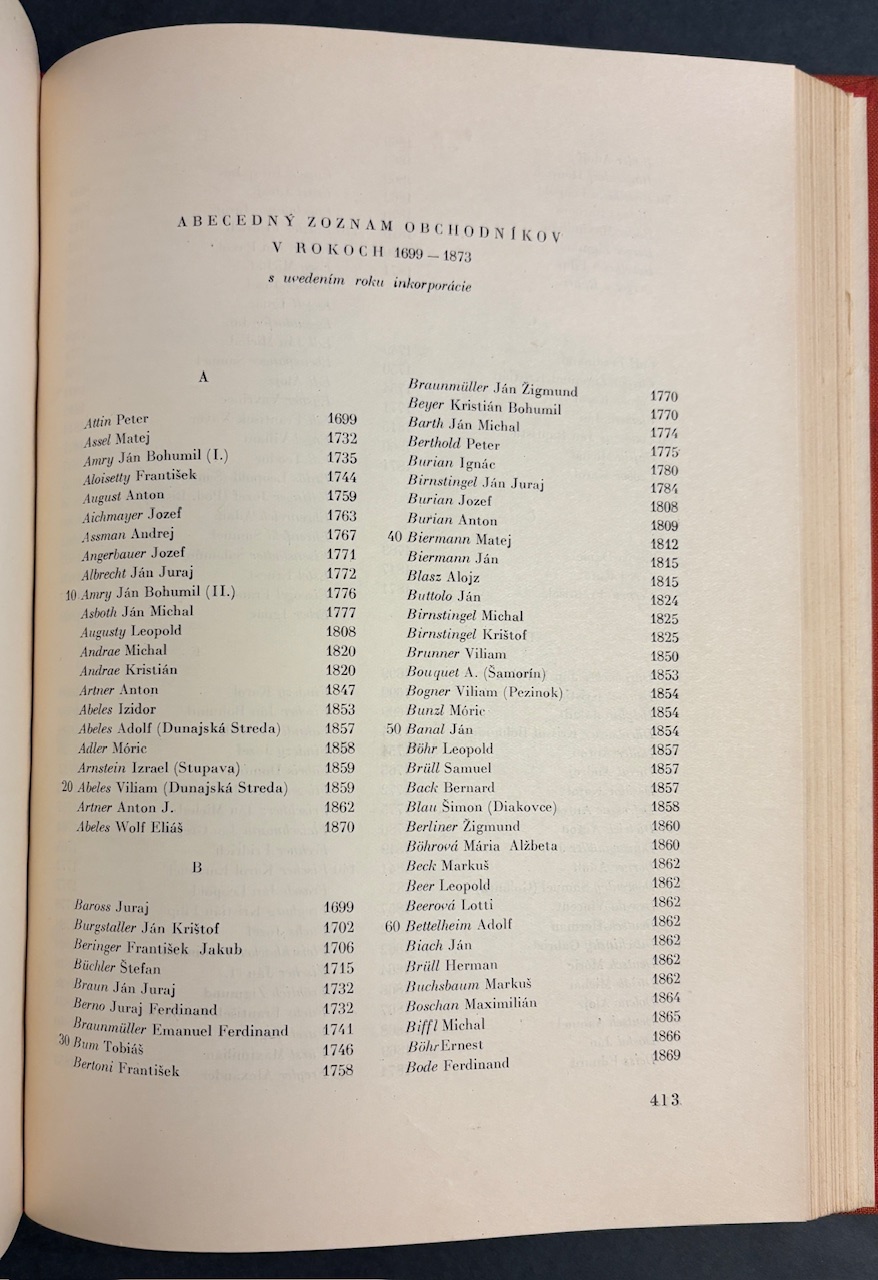 ABECEDNÝ ZOZNAM OBCHODNÍKOV
V ROKOCH 1699 – 1873
s uvedením roku inkorporácie
A
Attin Peter 1699
Assel Matej 1732
Amry Ján Bohumil (I.) 1735
Aloisetty František 1744
August Anton 1759
Aichmayer Jozef 1763
Assman Andrej 1767
Angerbauer Jozef 1771
Albrecht Ján Juraj 1772
10 Amry Ján Bohumil (II.) 1776
Asboth Ján Michal 1777
Augusty Leopold 1808
Andrae Michal 1820
Andrae Kristián 1820
Artner Anton 1847
Abeles Izidor 1853
Abeles Adolf (Dunajská Streda) 1857
Adler Móric 1858
Arnstein Izrael (Stupava) 1859
20 Abeles Viliam (Dunajská Streda) 1859
Artner Anton J. 1862
Abeles Wolf Eliáš 1870
B
Baross Juraj 1699
Burgstaller Ján Krištof 1702
Beringer František Jakub 1706
Büchler Štefan 1715
Braun Ján Juraj 1732
Berno Juraj Ferdinand 1732
Braunmüller Emanuel Ferdinand 1741
30 Bum Tobiáš 1746
Bertoni František 1758
Braunmüller Ján Žigmund 1770
Beyer Kristián Bohumil 1770
Barth Ján Michal 1774
Berthold Peter 1775
Burian Ignác 1780
Birnstingel Ján Juraj 1784
Burian Jozef 1808
Burian Anton 1809
40 Biermann Matej 1812
Biermann Ján 1815
Blasz Alojz 1815
Buttolo Ján 1824
Birnstingel Michal 1825
Birnstingel Krištof 1825
Brunner Viliam 1850
Bouquet A. (Šamorín) 1853
Bogner Viliam (Pezinok) 1854
Bunzl Móric 1854
50 Banal Ján 1854
Böhr Leopold 1857
Brüll Samuel 1857
Back Bernard 1857
Blau Šimon (Diakovce) 1858
Berliner Žigmund 1860
Böhrová Mária Alžbeta 1860
Beck Markuš 1862
Beer Leopold 1862
Beerová Lotti 1862
60 Bettelheim Adolf 1862
Biach Ján 1862
Brüll Herman 1862
Buchsbaum Markuš 1862
Boschan Maximilián 1864
Biffl Michal 1865
Böhr Ernest 1866
Bode Ferdinand 1869
413